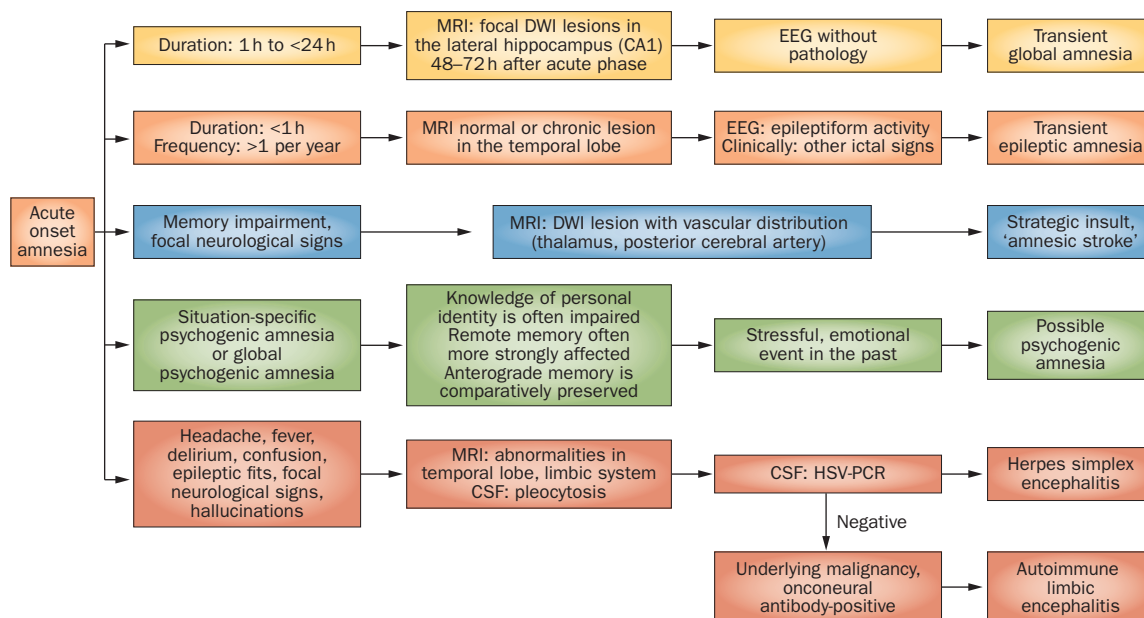 Acute
onset
amnesia
Duration: 1h to <24h
MRI: focal DWI lesions in
the lateral hippocampus (CA1)
48–72h after acute phase
EEG without
pathology
Transient
global amnesia
Duration: <1h
Frequency: >1 per year
MRI normal or chronic lesion
in the temporal lobe
EEG: epileptiform activity
Clinically: other ictal signs
Transient
epileptic amnesia
Memory impairment,
focal neurological signs
MRI: DWI lesion with vascular distribution
(thalamus, posterior cerebral artery)
Strategic insult,
‘amnesic stroke’
Situation-specific
psychogenic amnesia
or global
psychogenic amnesia
Knowledge of personal
identity is often impaired
Remote memory often
more strongly affected
Anterograde memory is
comparatively preserved
Stressful, emotional
event in the past
Possible
psychogenic
amnesia
Headache, fever,
delirium, confusion,
epileptic fits, focal
neurological signs,
hallucinations
MRI: abnormalities in
temporal lobe, limbic system
CSF: pleocytosis
CSF: HSV-PCR
Herpes simplex
encephalitis
Negative
Underlying malignancy,
onconeural
antibody-positive
Autoimmune
limbic
encephalitis